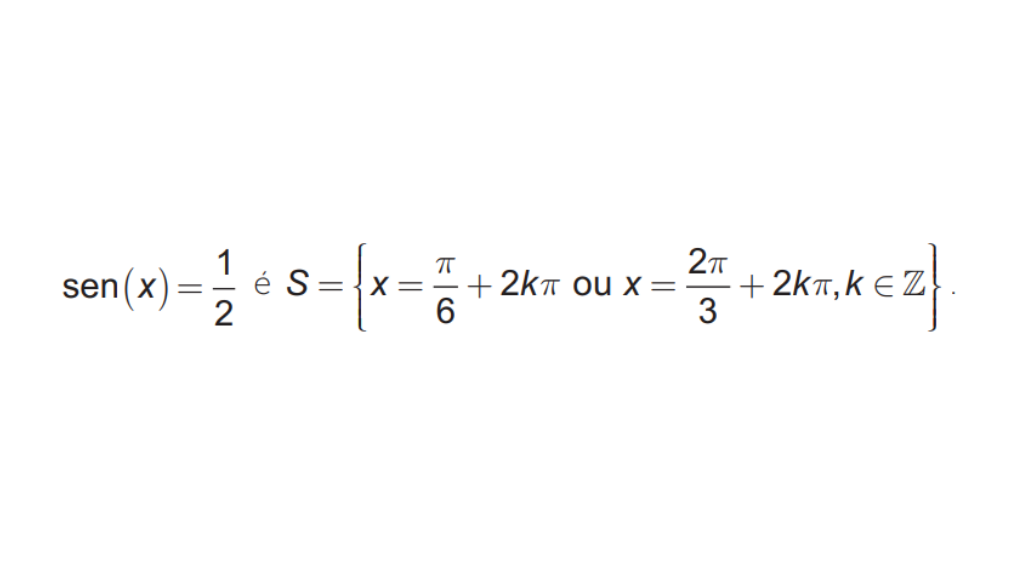 sen(x) = 1/2 é S = {x = π/6 + 2kπ ou x = 2π/3 + 2kπ, k ∈ ℤ}.